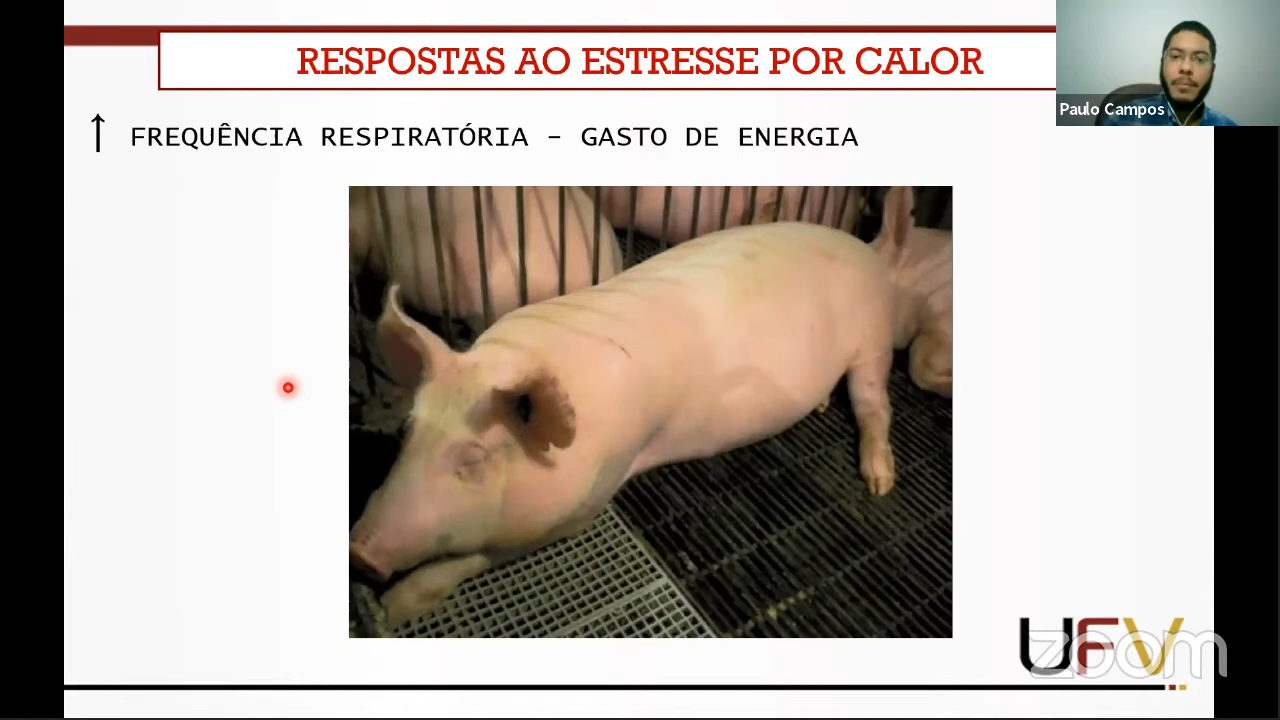 RESPOSTAS AO ESTRESSE POR CALOR
Paulo Campos
↑ FREQUÊNCIA RESPIRATÓRIA – GASTO DE ENERGIA
UFV
zoom